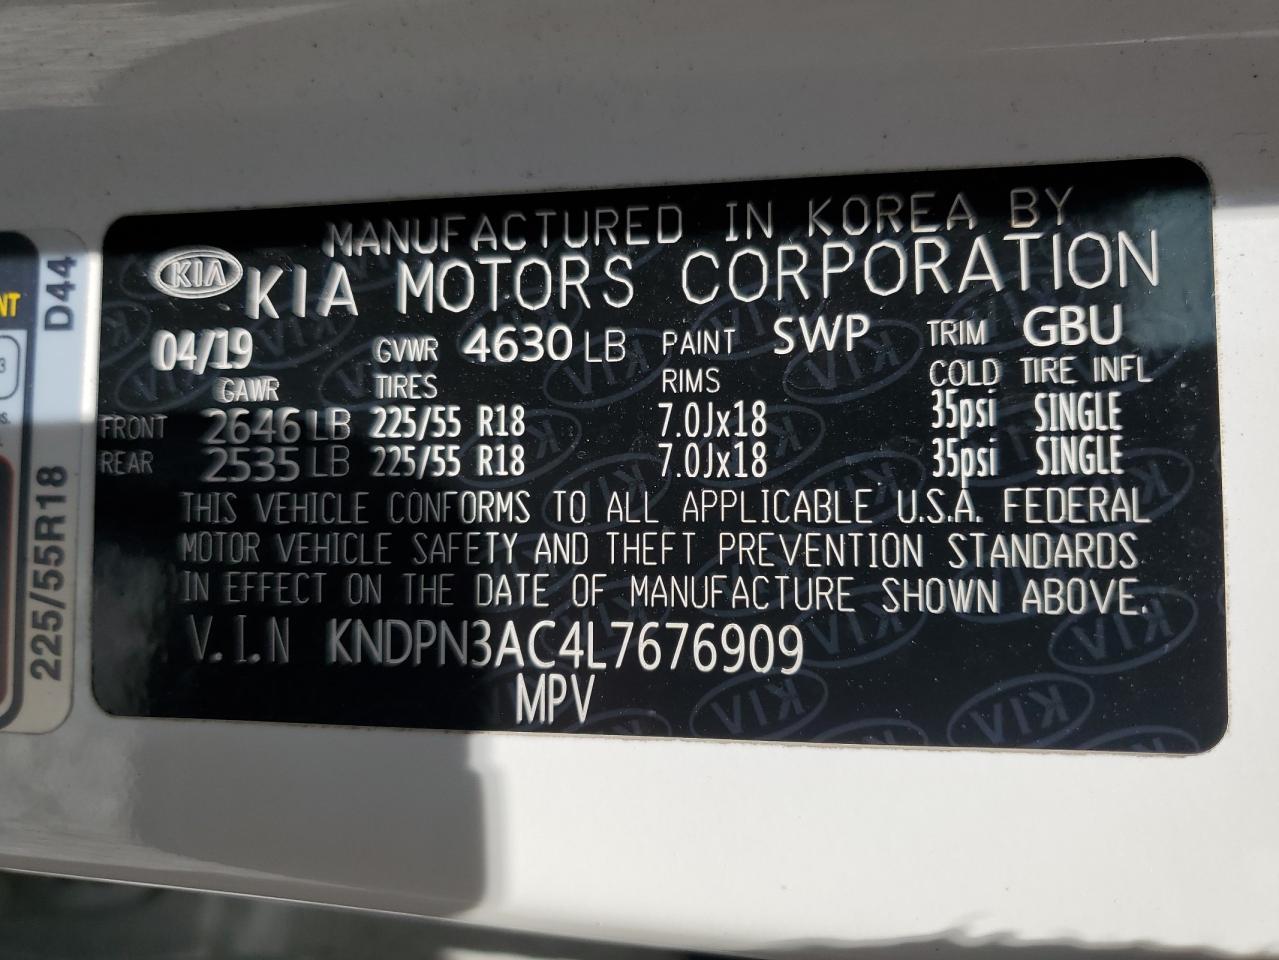 MANUFACTURED IN KOREA BY
KIA KIA MOTORS CORPORATION
04/19 GVWR 4630 LB PAINT SWP TRIM GBU
GAWR TIRES RIMS COLD TIRE INFL
FRONT 2646 LB 225/55 R18 7.0Jx18 35psi SINGLE
REAR 2535 LB 225/55 R18 7.0Jx18 35psi SINGLE
THIS VEHICLE CONFORMS TO ALL APPLICABLE U.S.A. FEDERAL
MOTOR VEHICLE SAFETY AND THEFT PREVENTION STANDARDS
IN EFFECT ON THE DATE OF MANUFACTURE SHOWN ABOVE.
V.I.N KNDPN3AC4L7676909
MPV
225/55R18 D44
NT
3